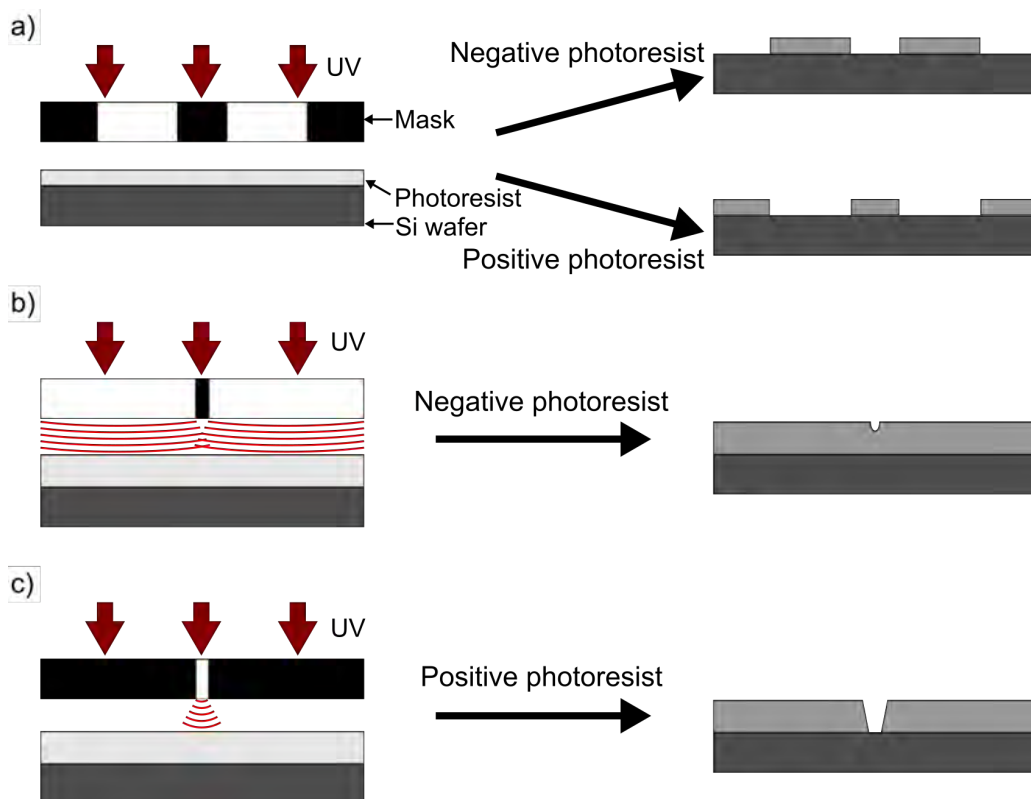 a)
UV
Mask
Photoresist
Si wafer
Negative photoresist
Positive photoresist
b)
UV
Negative photoresist
c)
UV
Positive photoresist